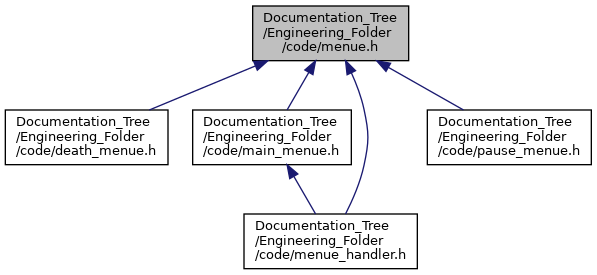 Documentation_Tree
/Engineering_Folder
/code/menue.h
Documentation_Tree
/Engineering_Folder
/code/death_menue.h
Documentation_Tree
/Engineering_Folder
/code/main_menue.h
Documentation_Tree
/Engineering_Folder
/code/pause_menue.h
Documentation_Tree
/Engineering_Folder
/code/menue_handler.h